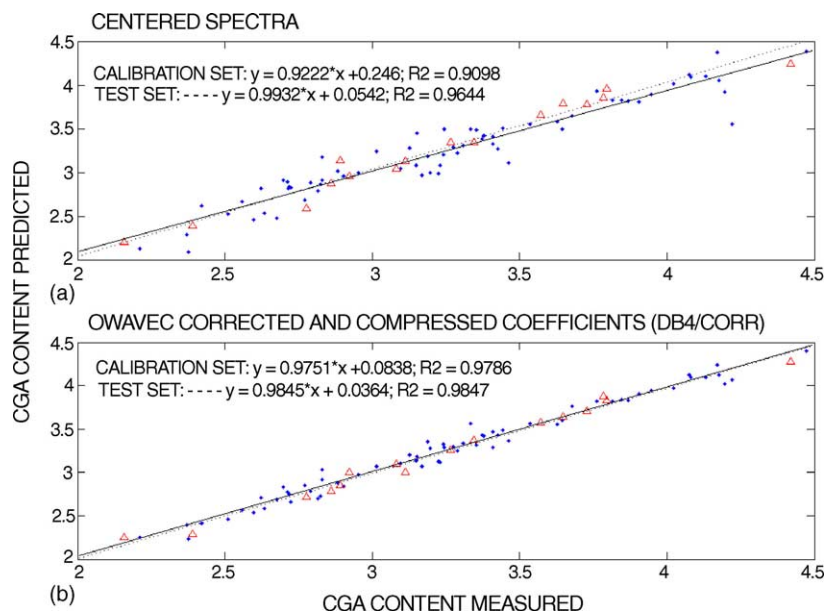 CENTERED SPECTRA
4.5
CALIBRATION SET: y = 0.9222*x +0.246; R2 = 0.9098
4
TEST SET: - - - - y = 0.9932*x + 0.0542; R2 = 0.9644
3.5
3
2.5
2
2 2.5 3 3.5 4 4.5
(a)
CGA CONTENT PREDICTED
OWAVEC CORRECTED AND COMPRESSED COEFFICIENTS (DB4/CORR)
4.5
CALIBRATION SET: y = 0.9751*x +0.0838; R2 = 0.9786
4
TEST SET: - - - - y = 0.9845*x + 0.0364; R2 = 0.9847
3.5
3
2.5
2
2 2.5 3 3.5 4 4.5
(b)
CGA CONTENT MEASURED